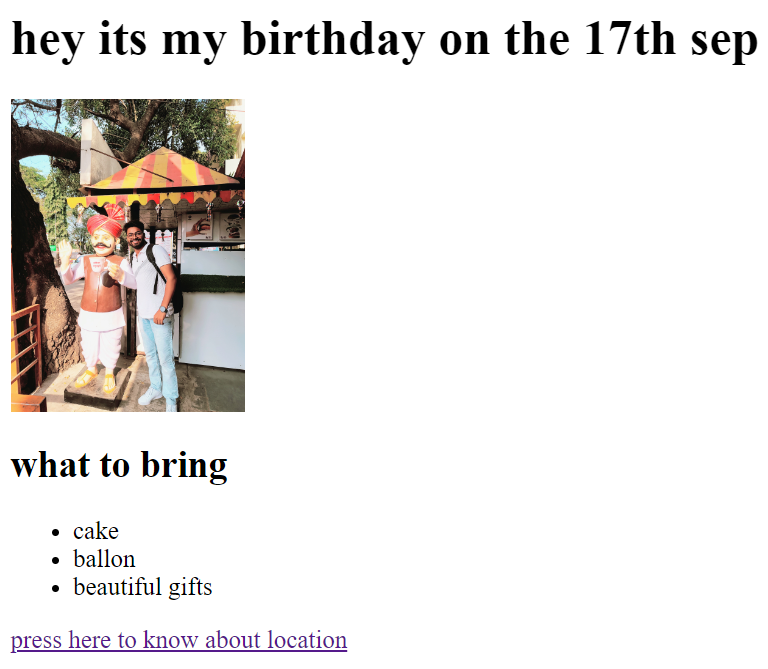 hey its my birthday on the 17th sep
what to bring
cake
ballon
beautiful gifts
press here to know about location